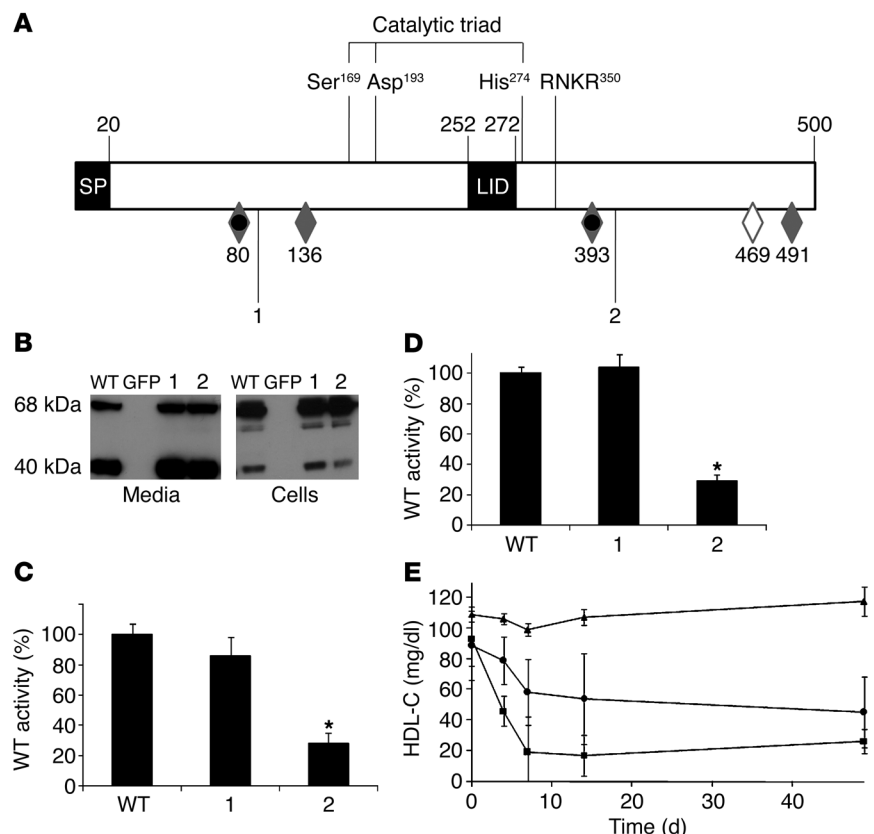 A
Catalytic triad
Ser169 Asp193 His274 RNKR350
20 252 272 500
SP LID
80 136 393 469 491
1 2
B
WT GFP 1 2 WT GFP 1 2
68 kDa
40 kDa
Media Cells
C
WT activity (%)
100
80
60
40
20
0
*
WT 1 2
D
WT activity (%)
100
80
60
40
20
0
*
WT 1 2
E
HDL-C (mg/dl)
120
100
80
60
40
20
0
0 10 20 30 40
Time (d)